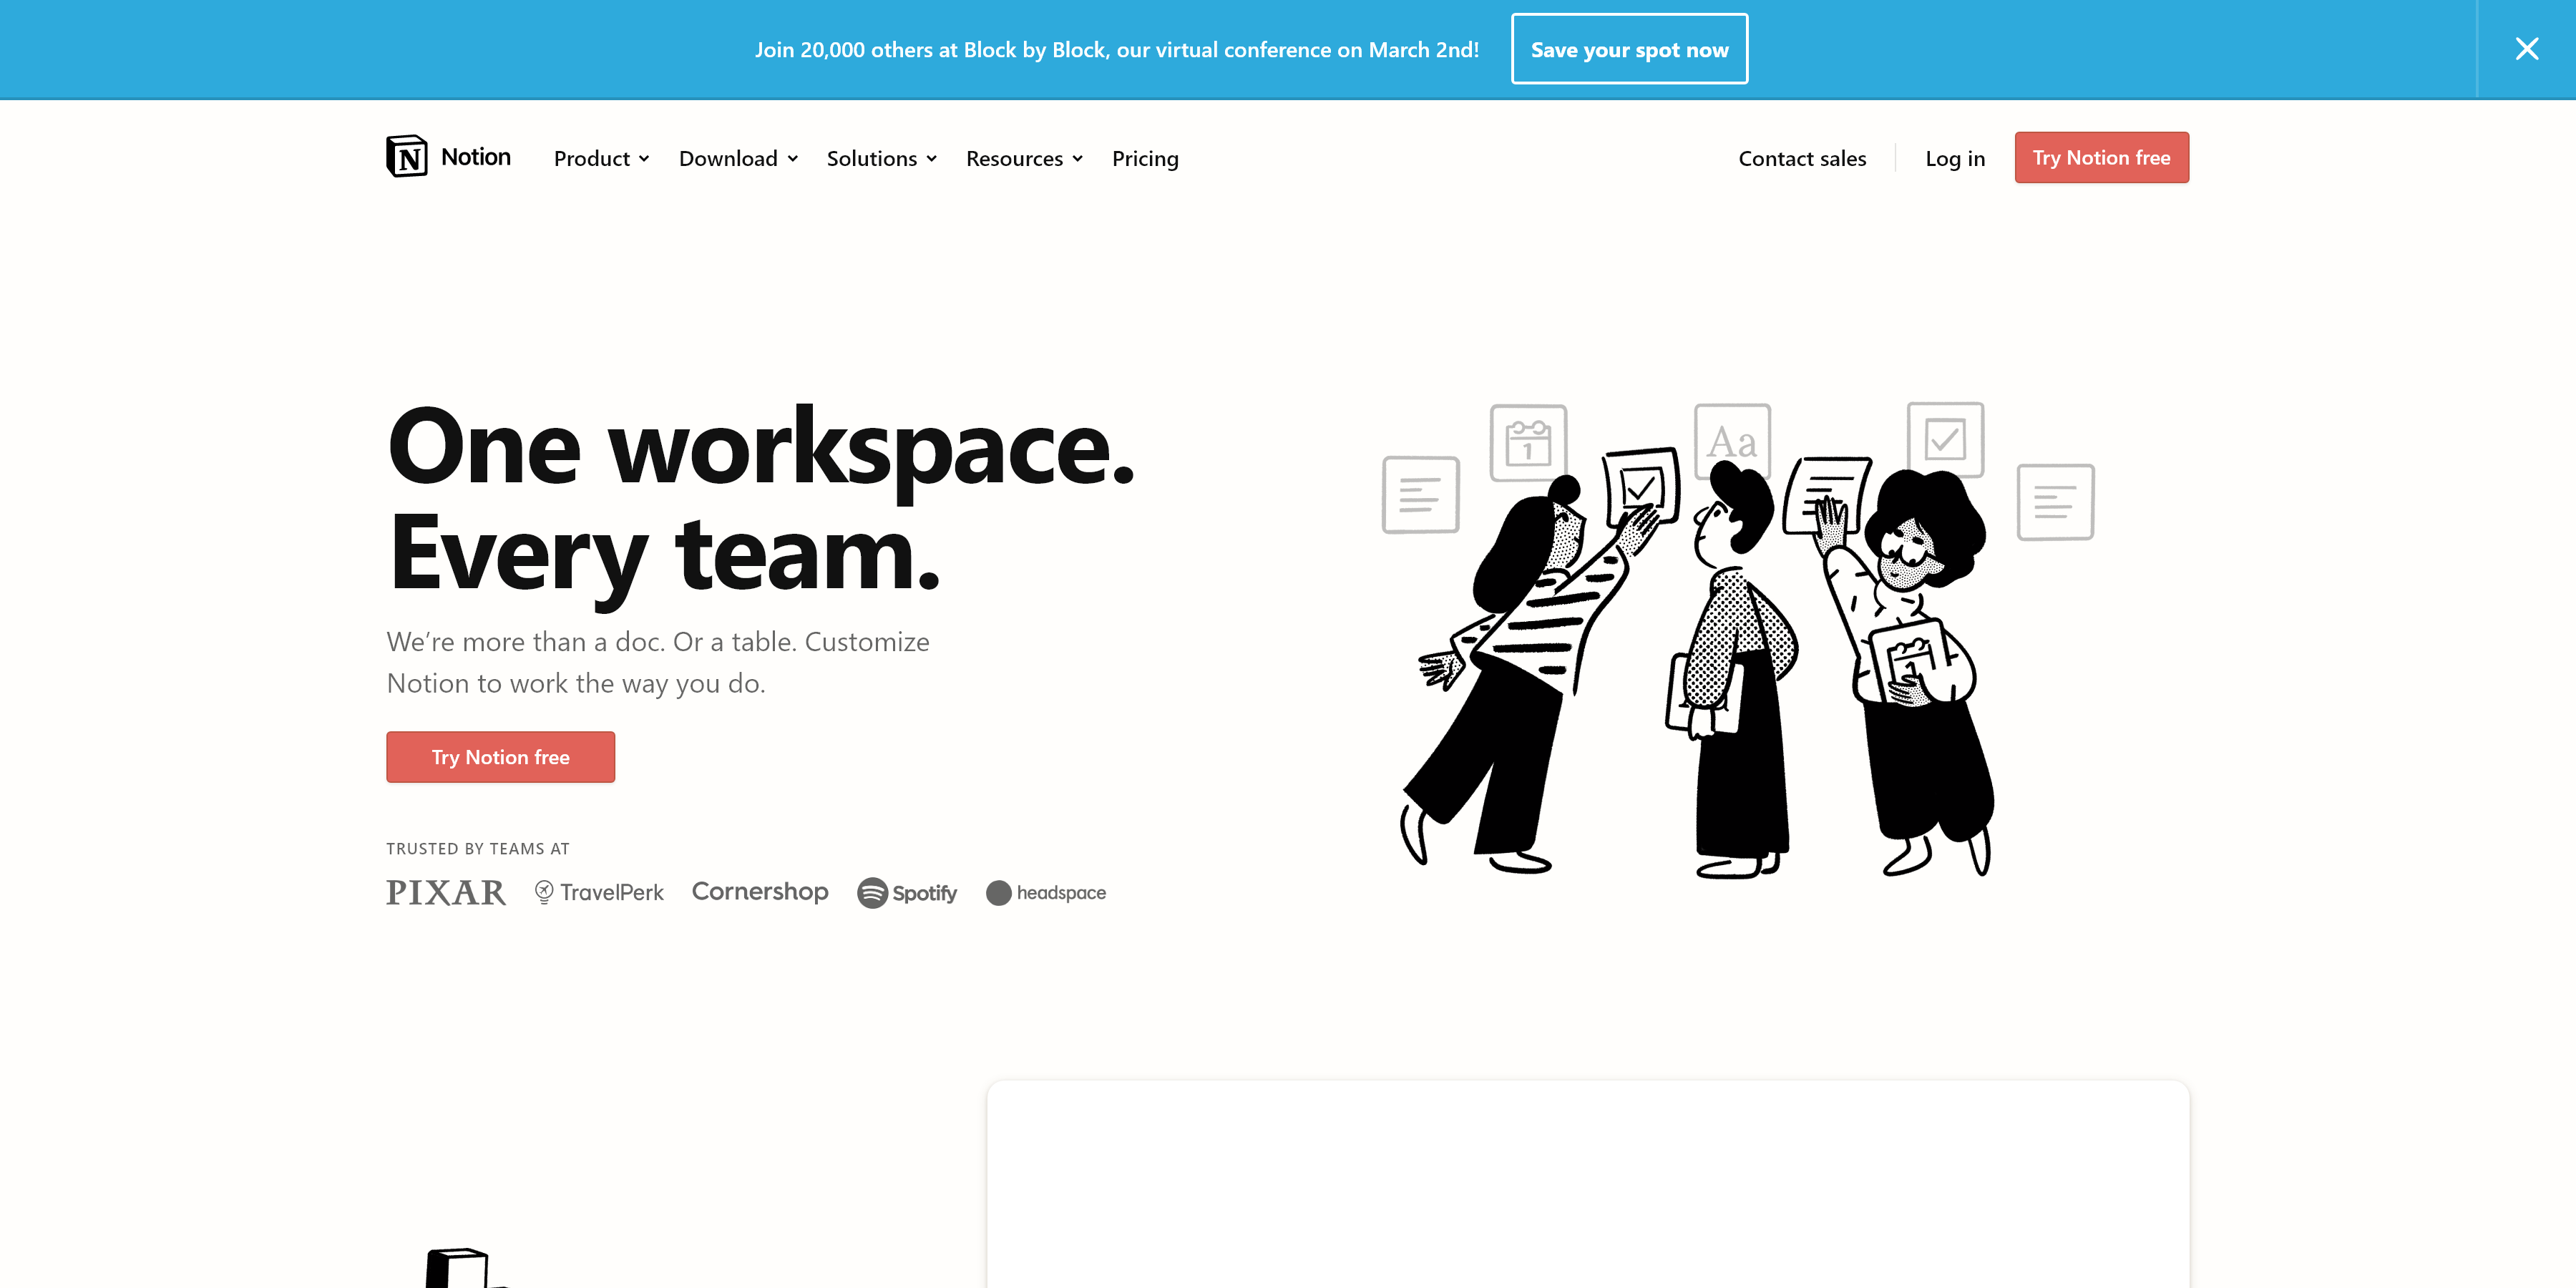 Join 20,000 others at Block by Block, our virtual conference on March 2nd! Save your spot now
N Notion Product Download Solutions Resources Pricing Contact sales Log in Try Notion free
One workspace.
Every team.
We’re more than a doc. Or a table. Customize
Notion to work the way you do.
Try Notion free
1
Aa
1
TRUSTED BY TEAMS AT
PIXAR TravelPerk Cornershop Spotify headspace